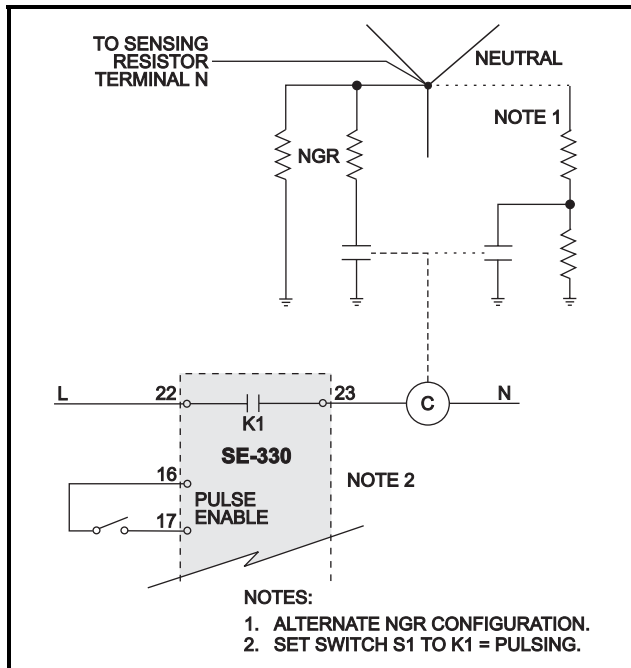 TO SENSING
RESISTOR
TERMINAL N
NEUTRAL
NOTE 1
NGR
L
22
23
C
N
K1
SE-330
16
NOTE 2
PULSE
ENABLE
17
NOTES:
1. ALTERNATE NGR CONFIGURATION.
2. SET SWITCH S1 TO K1 = PULSING.